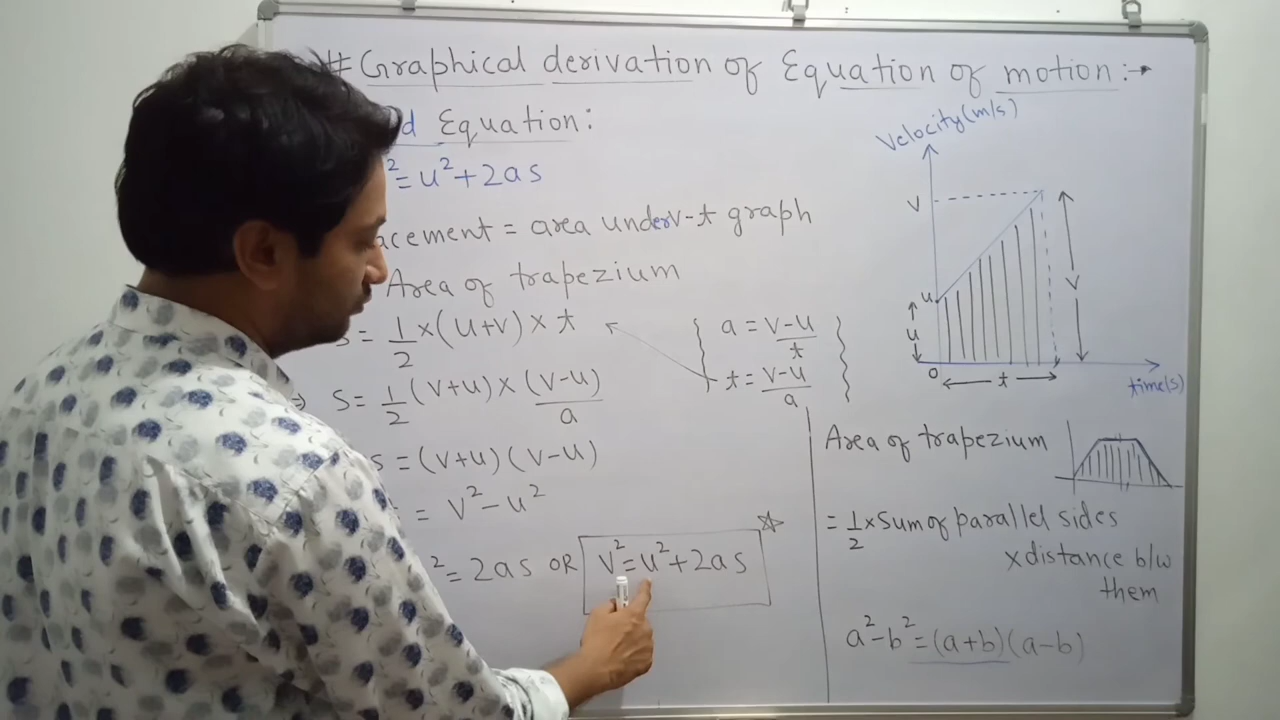 # Graphical derivation of Equation of motion :→
Equation:
² = u² + 2as
= area under v-t graph
Area of trapezium
S = 1/2 × (u+v) × t
⇒ S = 1/2 (v+u) × (v-u)/a
s = (v+u) (v-u)
= v² - u²
² = 2as OR v² = u² + 2as
{ a = v-u/t
t = v-u/a }
Velocity (m/s)
v
u
u
v
0
t
time(s)
Area of trapezium
= 1/2 × Sum of parallel sides
× distance b/w
them
a² - b² = (a+b) (a-b)